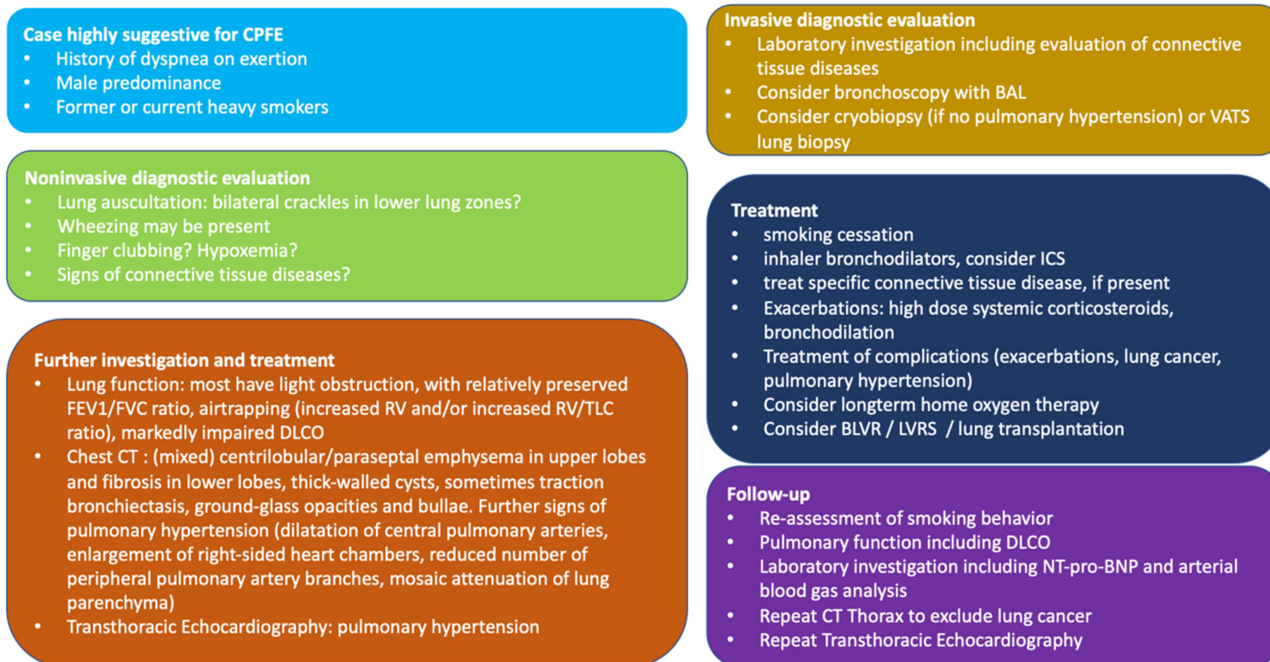 Case highly suggestive for CPFE
• History of dyspnea on exertion
• Male predominance
• Former or current heavy smokers
Noninvasive diagnostic evaluation
• Lung auscultation: bilateral crackles in lower lung zones?
• Wheezing may be present
• Finger clubbing? Hypoxemia?
• Signs of connective tissue diseases?
Further investigation and treatment
• Lung function: most have light obstruction, with relatively preserved
FEV1/FVC ratio, airtrapping (increased RV and/or increased RV/TLC
ratio), markedly impaired DLCO
• Chest CT : (mixed) centrilobular/paraseptal emphysema in upper lobes
and fibrosis in lower lobes, thick-walled cysts, sometimes traction
bronchiectasis, ground-glass opacities and bullae. Further signs of
pulmonary hypertension (dilatation of central pulmonary arteries,
enlargement of right-sided heart chambers, reduced number of
peripheral pulmonary artery branches, mosaic attenuation of lung
parenchyma)
• Transthoracic Echocardiography: pulmonary hypertension
Invasive diagnostic evaluation
• Laboratory investigation including evaluation of connective
tissue diseases
• Consider bronchoscopy with BAL
• Consider cryobiopsy (if no pulmonary hypertension) or VATS
lung biopsy
Treatment
• smoking cessation
• inhaler bronchodilators, consider ICS
• treat specific connective tissue disease, if present
• Exacerbations: high dose systemic corticosteroids,
bronchodilation
• Treatment of complications (exacerbations, lung cancer,
pulmonary hypertension)
• Consider longterm home oxygen therapy
• Consider BLVR / LVRS / lung transplantation
Follow-up
• Re-assessment of smoking behavior
• Pulmonary function including DLCO
• Laboratory investigation including NT-pro-BNP and arterial
blood gas analysis
• Repeat CT Thorax to exclude lung cancer
• Repeat Transthoracic Echocardiography